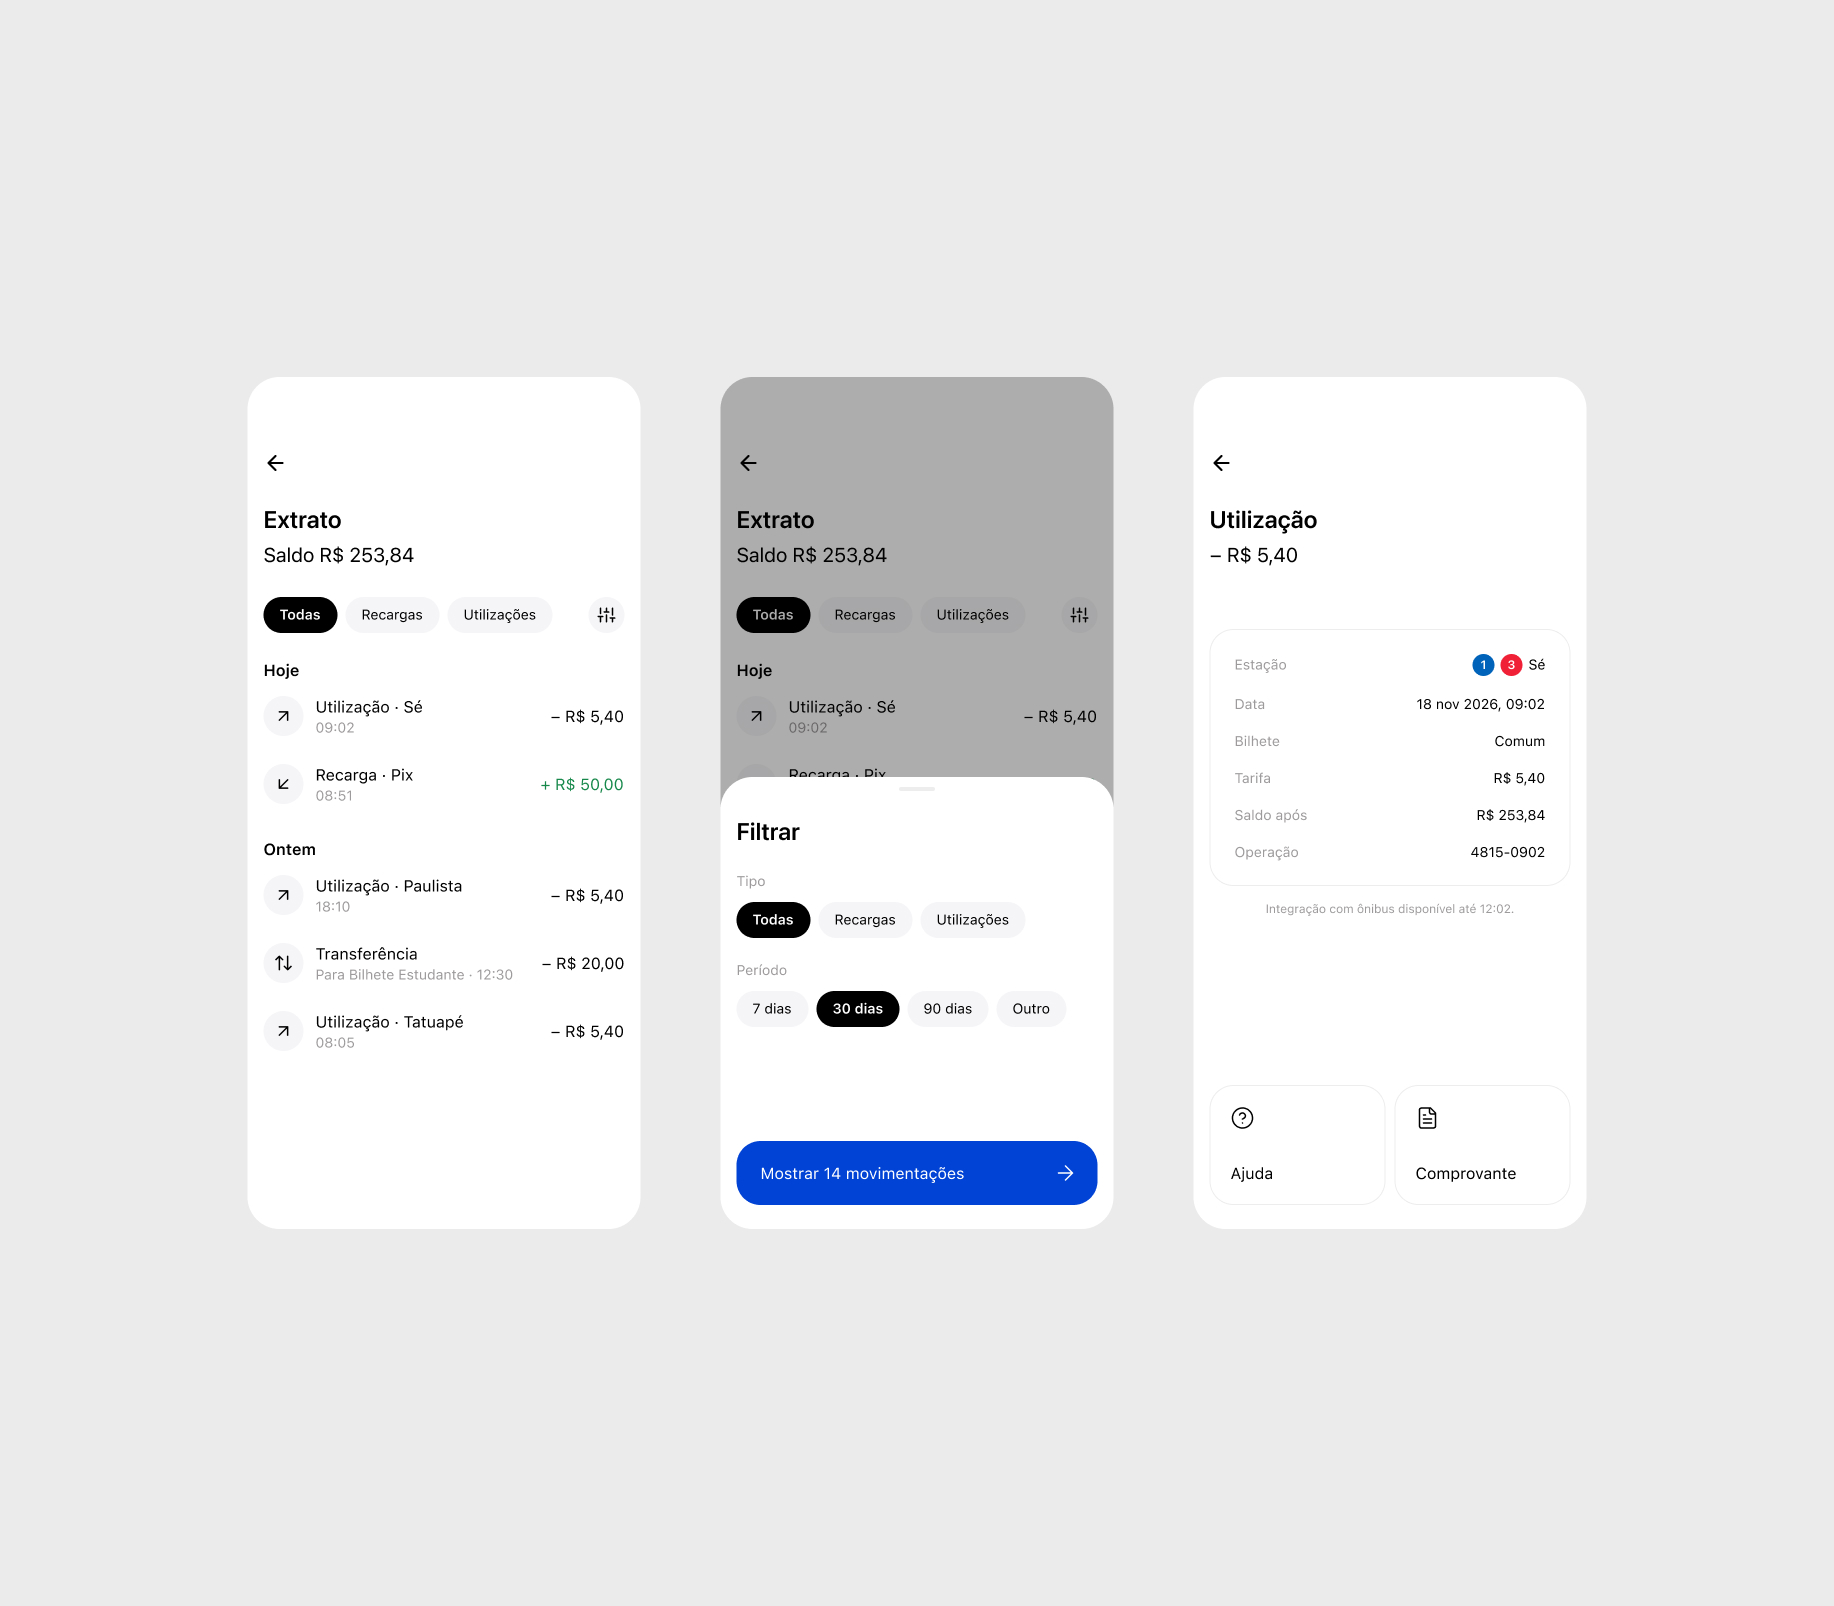 Extrato
Saldo R$ 253,84
Todas Recargas Utilizações
Hoje
Utilização · Sé
09:02
– R$ 5,40
Recarga · Pix
08:51
+ R$ 50,00
Ontem
Utilização · Paulista
18:10
– R$ 5,40
Transferência
Para Bilhete Estudante · 12:30
– R$ 20,00
Utilização · Tatuapé
08:05
– R$ 5,40
Extrato
Saldo R$ 253,84
Todas Recargas Utilizações
Hoje
Utilização · Sé
09:02
– R$ 5,40
Recarga · Pix
Filtrar
Tipo
Todas Recargas Utilizações
Período
7 dias 30 dias 90 dias Outro
Mostrar 14 movimentações
Utilização
– R$ 5,40
Estação 1 3 Sé
Data 18 nov 2026, 09:02
Bilhete Comum
Tarifa R$ 5,40
Saldo após R$ 253,84
Operação 4815-0902
Integração com ônibus disponível até 12:02.
Ajuda
Comprovante